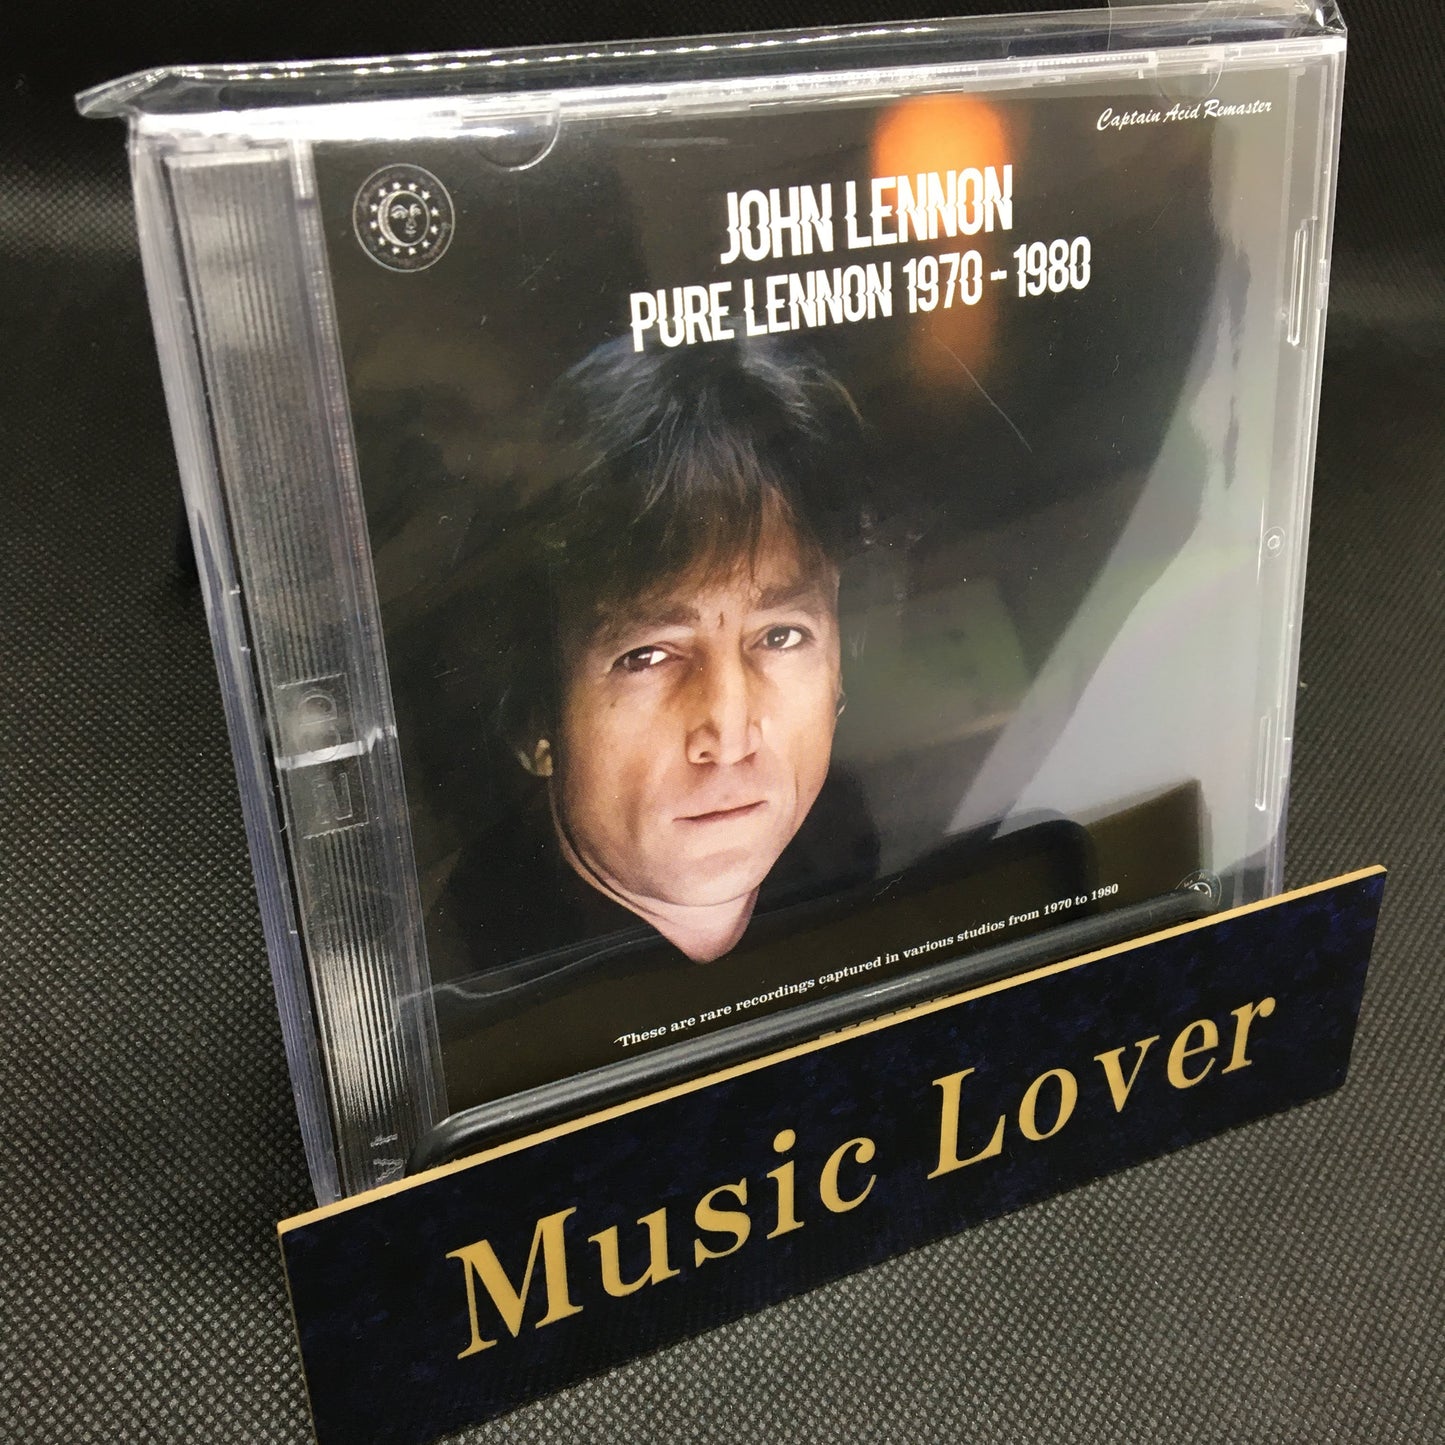 Captain Acid Remaster
JOHN LENNON
PURE LENNON 1970 - 1980
These are rare recordings captured in various studios from 1970 to 1980
Music Lover